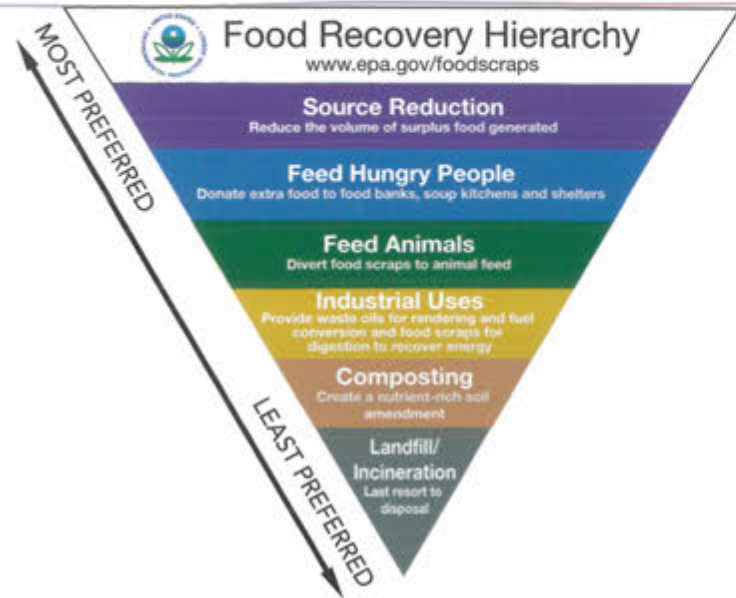 Food Recovery Hierarchy
www.epa.gov/foodscraps
MOST PREFERRED
Source Reduction
Reduce the volume of surplus food generated
Feed Hungry People
Donate extra food to food banks, soup kitchens and shelters
Feed Animals
Divert food scraps to animal feed
Industrial Uses
Provide waste oils for rendering and fuel
conversion and food scraps for
digestion to recover energy
Composting
Create a nutrient-rich soil
amendment
LEAST PREFERRED
Landfill/
Incineration
Last resort to
disposal